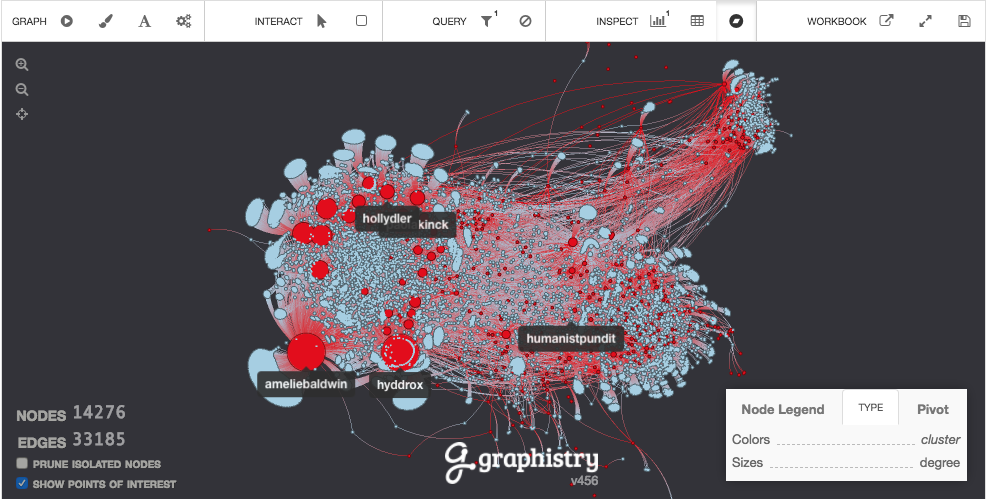 GRAPH INTERACT QUERY 1 INSPECT 1 WORKBOOK
hollydler
kinck
humanistpundit
ameliebaldwin
hyddrox
NODES 14276
EDGES 33185
PRUNE ISOLATED NODES
SHOW POINTS OF INTEREST
graphistry
v456
Node Legend TYPE Pivot
Colors cluster
Sizes degree